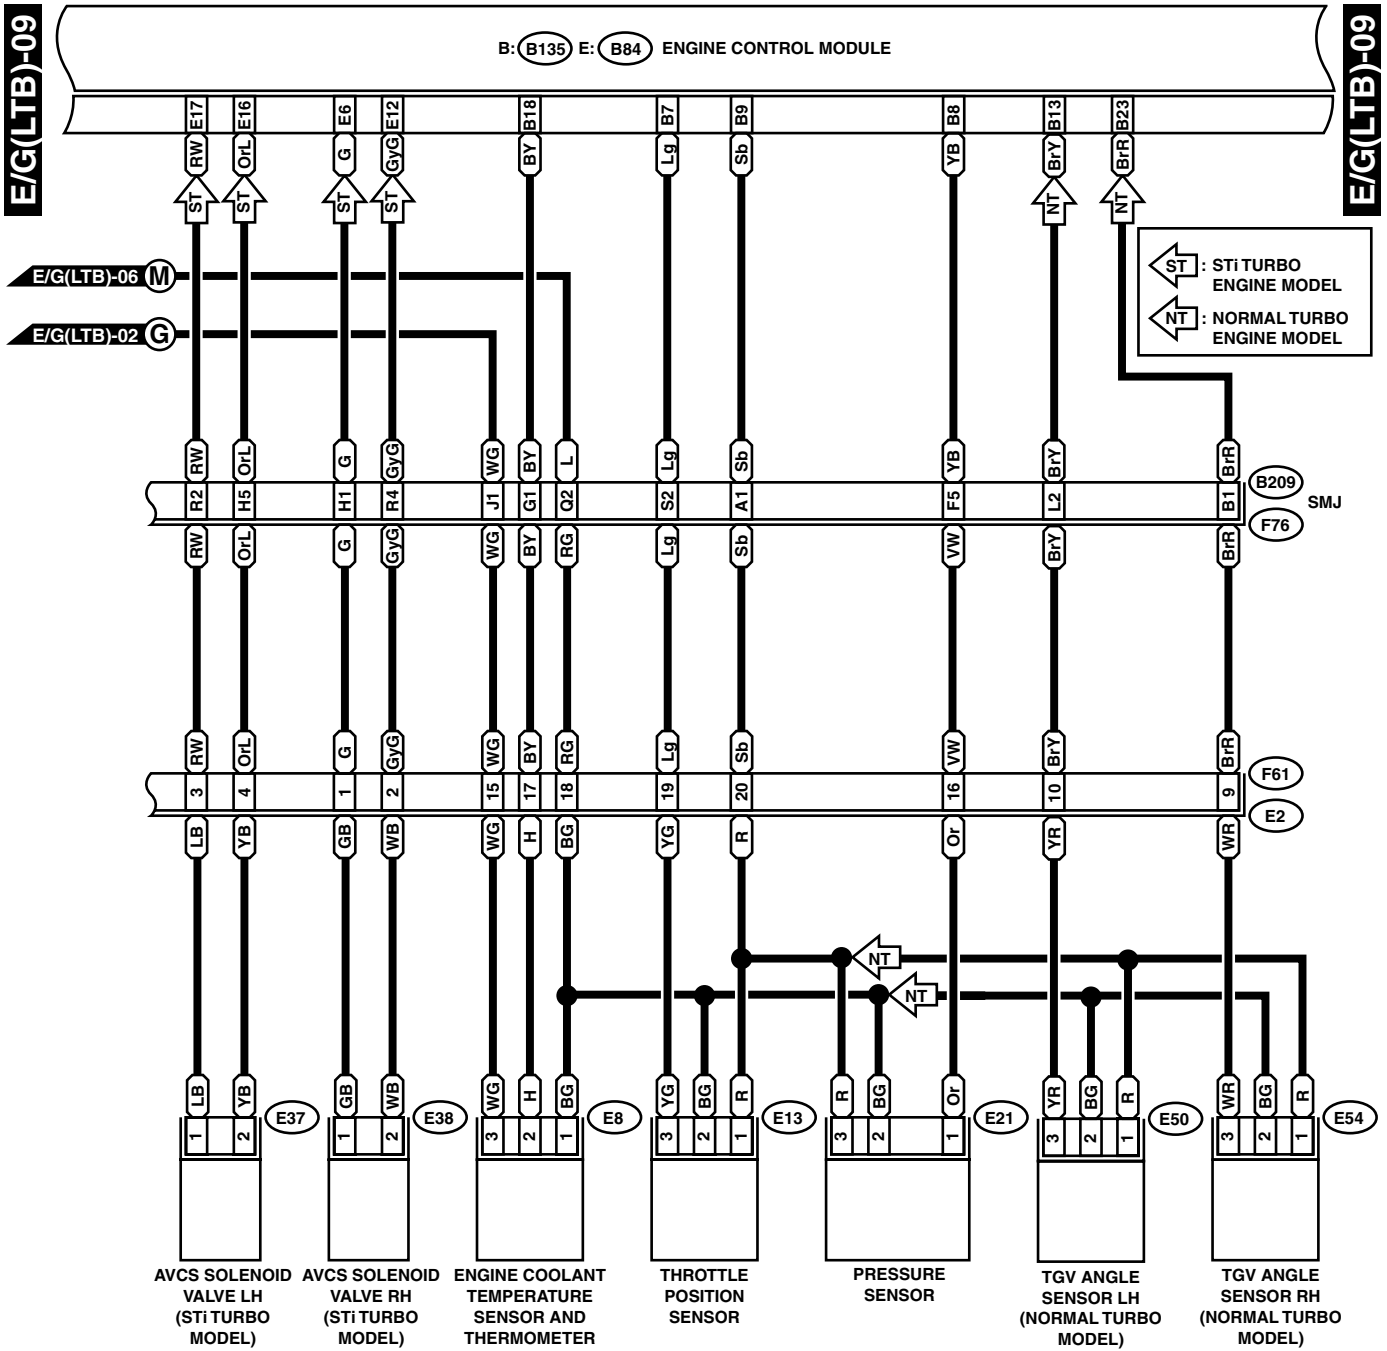 E/G(LTB)-09
E/G(LTB)-09
B: B135 E: B84 ENGINE CONTROL MODULE
E17 E16 E6 E12 B18 B7 B9 B8 B13 B23
RW OrL G GyG BY Lg Sb YB BrY BrR
ST ST ST ST NT NT
ST : STi TURBO
ENGINE MODEL
NT : NORMAL TURBO
ENGINE MODEL
E/G(LTB)-06 M
E/G(LTB)-02 G
RW OrL G GyG WG BY L Lg Sb YB BrY BrR
R2 H5 H1 R4 J1 G1 Q2 S2 A1 F5 L2 B1
B209
SMJ
F76
RW OrL G GyG WG BY RG Lg Sb VW BrY BrR
RW OrL G GyG WG BY RG Lg Sb VW BrY BrR
3 4 1 2 15 17 18 19 20 16 10 9
F61
E2
LB YB GB WB WG H BG YG R Or YR WR
NT
NT
LB YB GB WB WG H BG YG BG R R BG Or YR BG R WR BG R
E37 E38 E8 E13 E21 E50 E54
1 2 1 2 3 2 1 3 2 1 3 2 1 3 2 1 3 2 1
AVCS SOLENOID
VALVE LH
(STi TURBO
MODEL)
AVCS SOLENOID
VALVE RH
(STi TURBO
MODEL)
ENGINE COOLANT
TEMPERATURE
SENSOR AND
THERMOMETER
THROTTLE
POSITION
SENSOR
PRESSURE
SENSOR
TGV ANGLE
SENSOR LH
(NORMAL TURBO
MODEL)
TGV ANGLE
SENSOR RH
(NORMAL TURBO
MODEL)